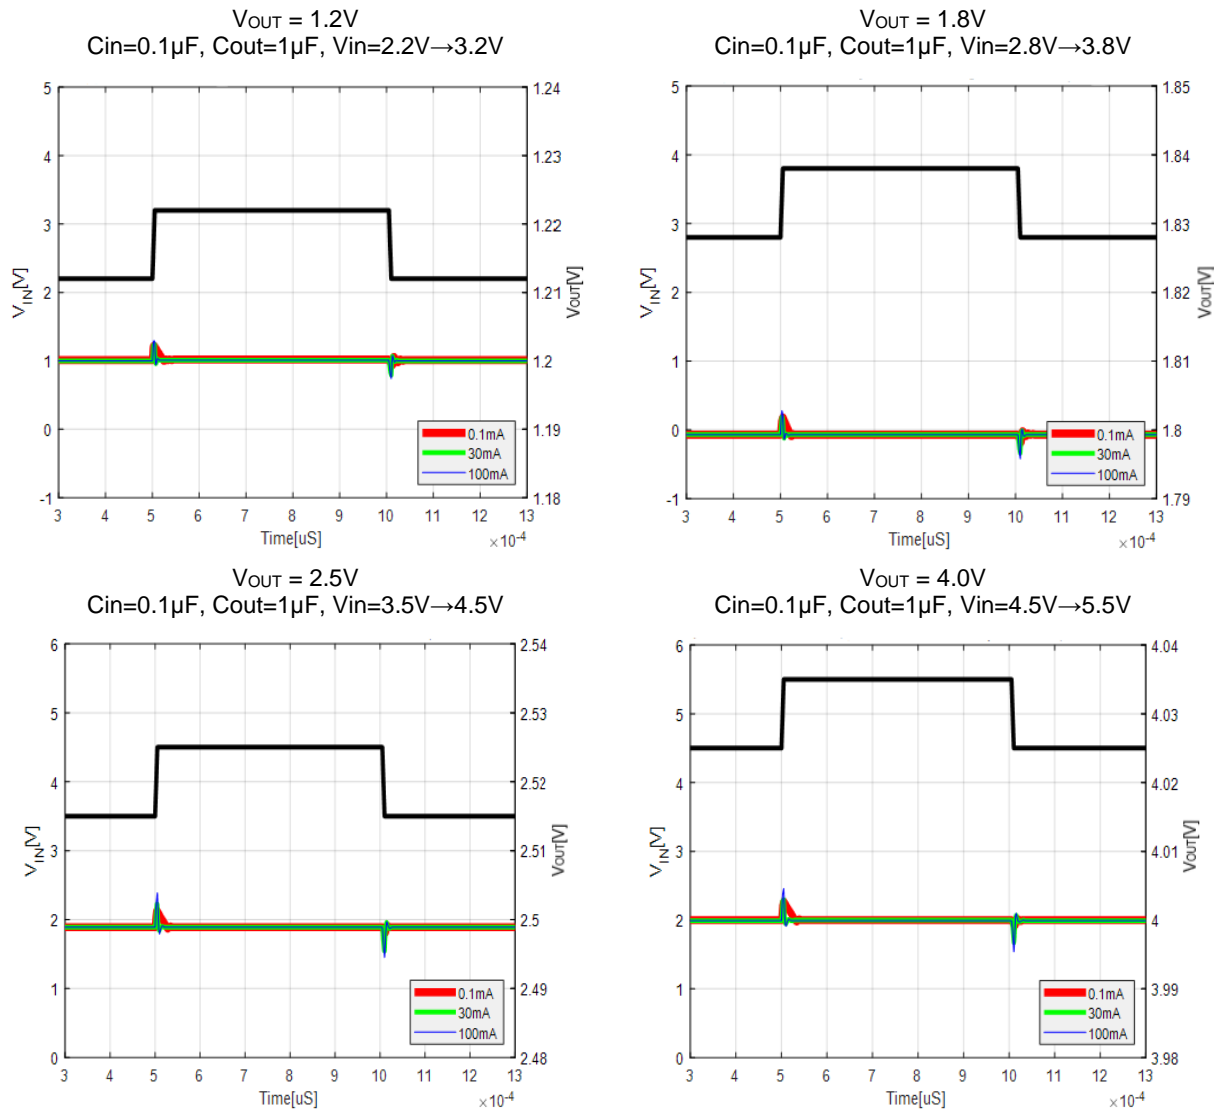 VOUT = 1.2V
Cin=0.1µF, Cout=1µF, Vin=2.2V→3.2V
5
4
3
2
1
0
-1
VIN[V]
1.24
1.23
1.22
1.21
1.20
1.19
1.18
VOUT[V]
0.1mA
30mA
100mA
3 4 5 6 7 8 9 10 11 12 13
Time[uS]
×10-4
VOUT = 1.8V
Cin=0.1µF, Cout=1µF, Vin=2.8V→3.8V
5
4
3
2
1
0
-1
VIN[V]
1.85
1.84
1.83
1.82
1.81
1.8
1.79
VOUT[V]
0.1mA
30mA
100mA
3 4 5 6 7 8 9 10 11 12 13
Time[uS]
×10-4
VOUT = 2.5V
Cin=0.1µF, Cout=1µF, Vin=3.5V→4.5V
6
5
4
3
2
1
0
VIN[V]
2.54
2.53
2.52
2.51
2.50
2.49
2.48
VOUT[V]
0.1mA
30mA
100mA
3 4 5 6 7 8 9 10 11 12 13
Time[uS]
×10-4
VOUT = 4.0V
Cin=0.1µF, Cout=1µF, Vin=4.5V→5.5V
6
5
4
3
2
1
0
VIN[V]
4.04
4.03
4.02
4.01
4
3.99
3.98
VOUT[V]
0.1mA
30mA
100mA
3 4 5 6 7 8 9 10 11 12 13
Time[uS]
×10-4